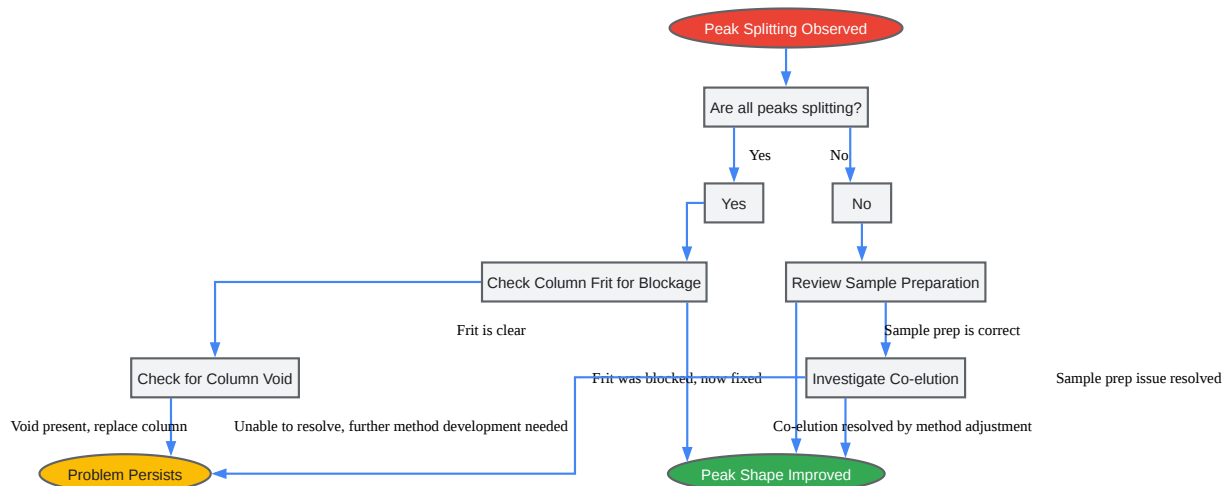 Peak Splitting Observed
Are all peaks splitting?
Yes
No
Yes
No
Check Column Frit for Blockage
Review Sample Preparation
Frit is clear
Sample prep is correct
Check for Column Void
Frit was blocked, now fixed
Investigate Co-elution
Sample prep issue resolved
Void present, replace column
Unable to resolve, further method development needed
Co-elution resolved by method adjustment
Problem Persists
Peak Shape Improved